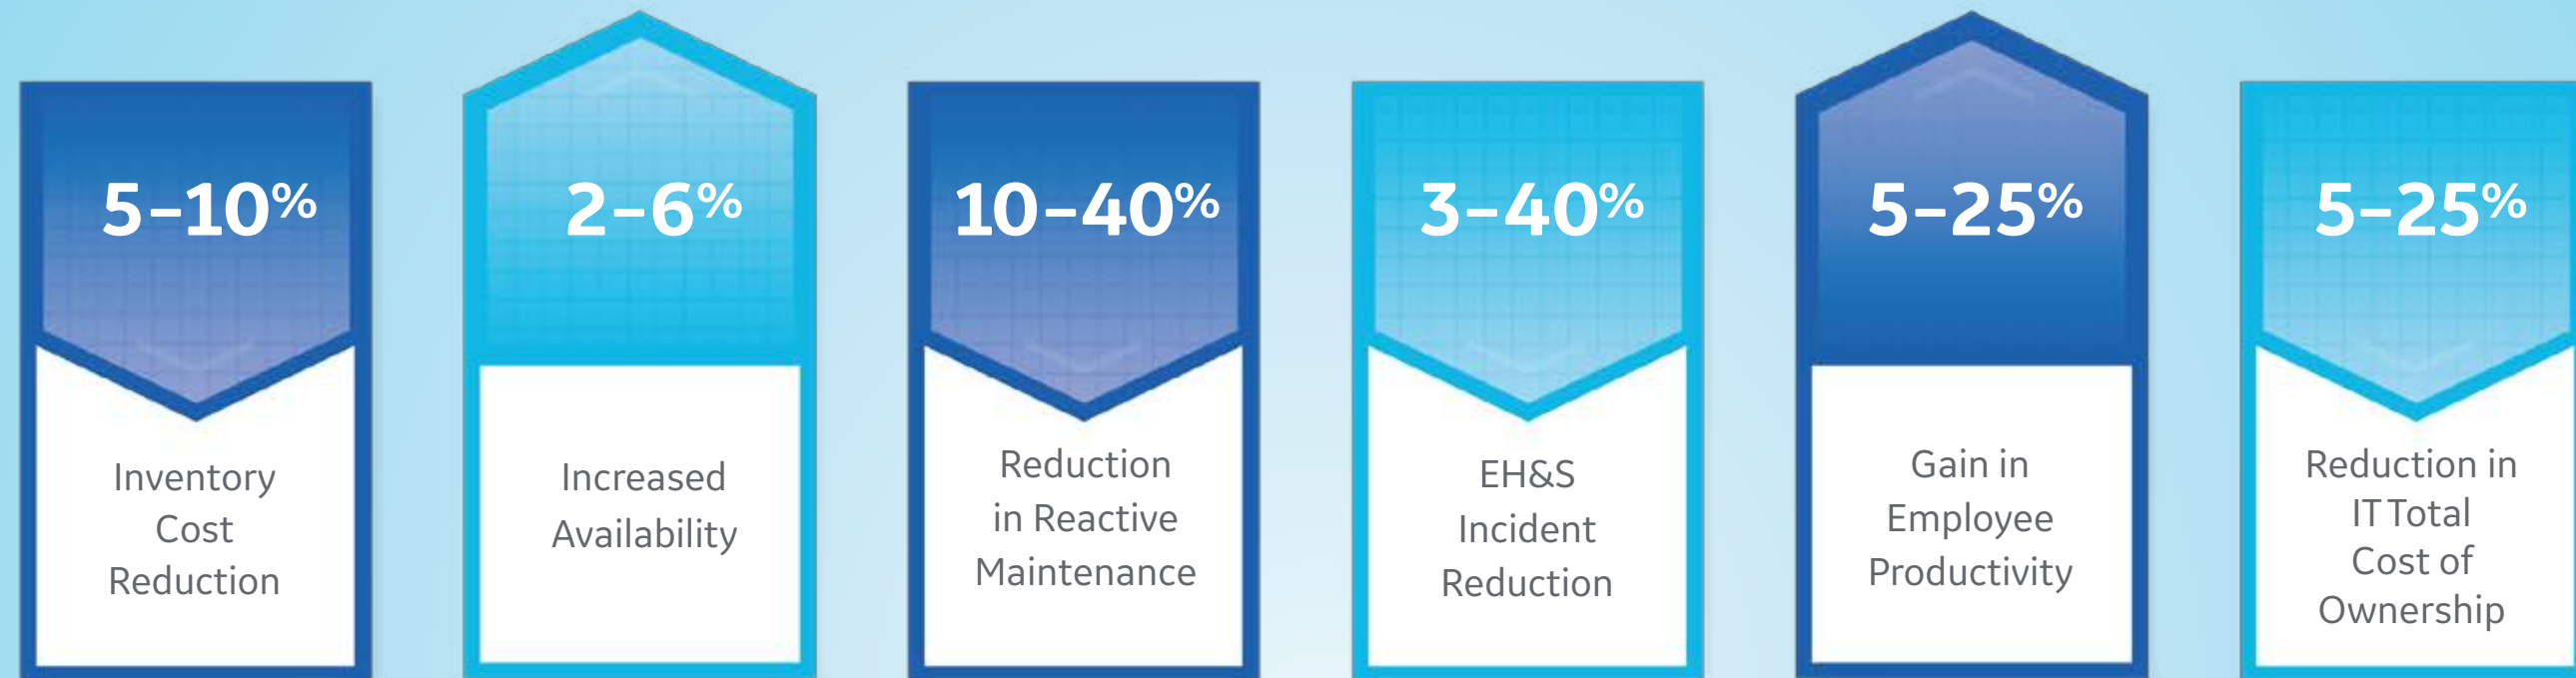 5–10%
Inventory
Cost
Reduction
2–6%
Increased
Availability
10–40%
Reduction
in Reactive
Maintenance
3–40%
EH&S
Incident
Reduction
5–25%
Gain in
Employee
Productivity
5–25%
Reduction in
IT Total
Cost of
Ownership